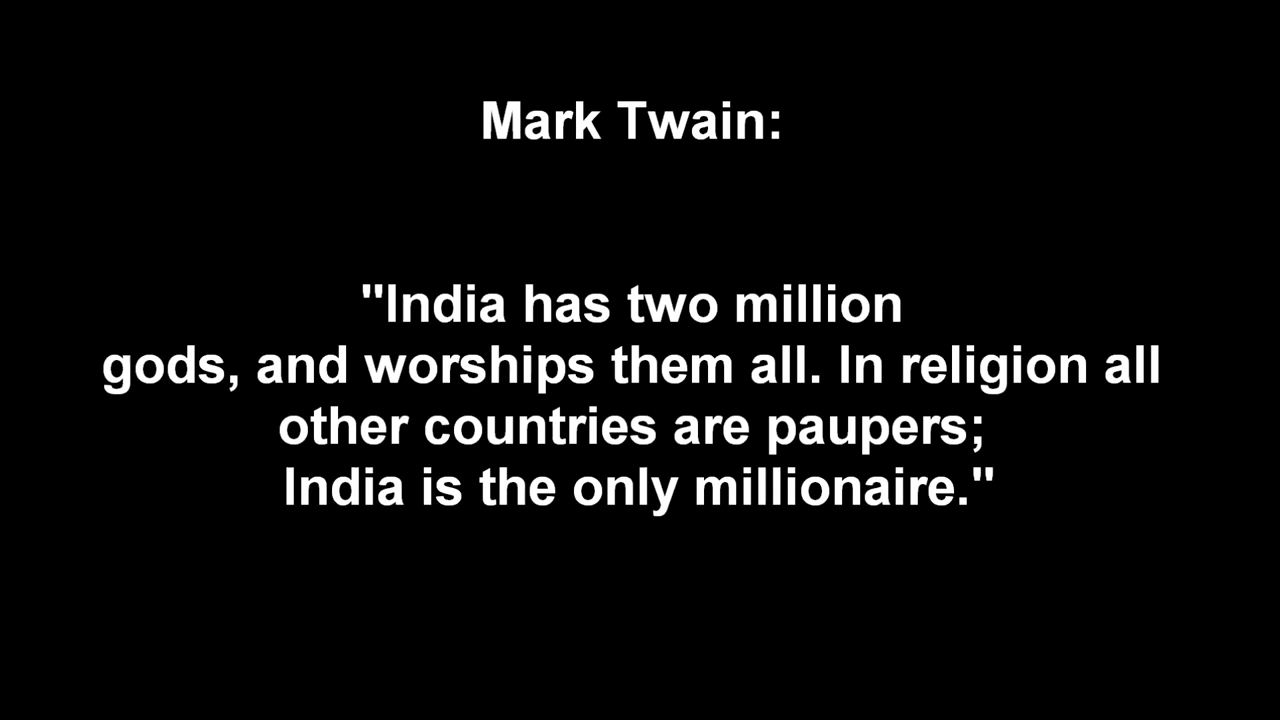 Mark Twain:
"India has two million
gods, and worships them all. In religion all
other countries are paupers;
India is the only millionaire."